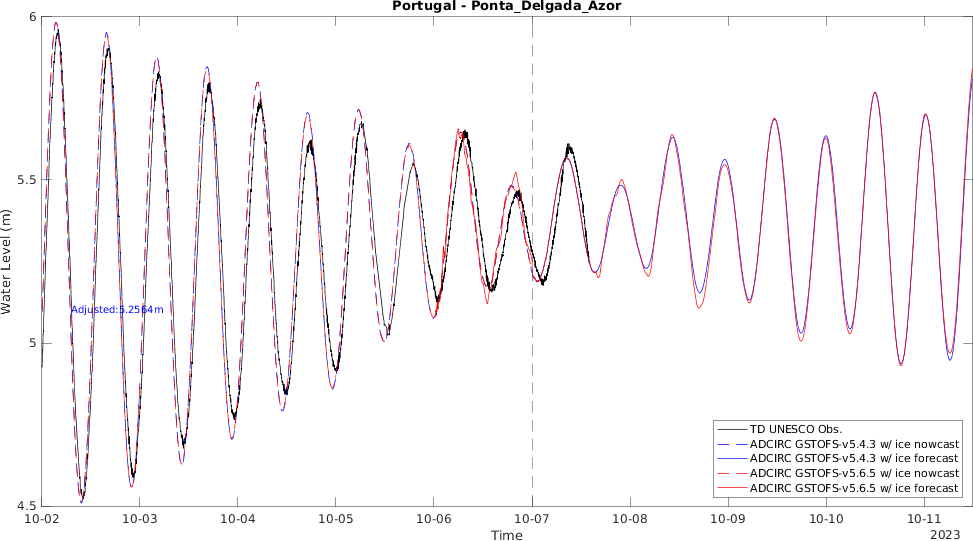 Portugal - Ponta_Delgada_Azor
6
5.5
5
4.5
Water Level (m)
Adjusted:5.2564m
TD UNESCO Obs.
ADCIRC GSTOFS-v5.4.3 w/ ice nowcast
ADCIRC GSTOFS-v5.4.3 w/ ice forecast
ADCIRC GSTOFS-v5.6.5 w/ ice nowcast
ADCIRC GSTOFS-v5.6.5 w/ ice forecast
10-02 10-03 10-04 10-05 10-06 10-07 10-08 10-09 10-10 10-11
Time
2023